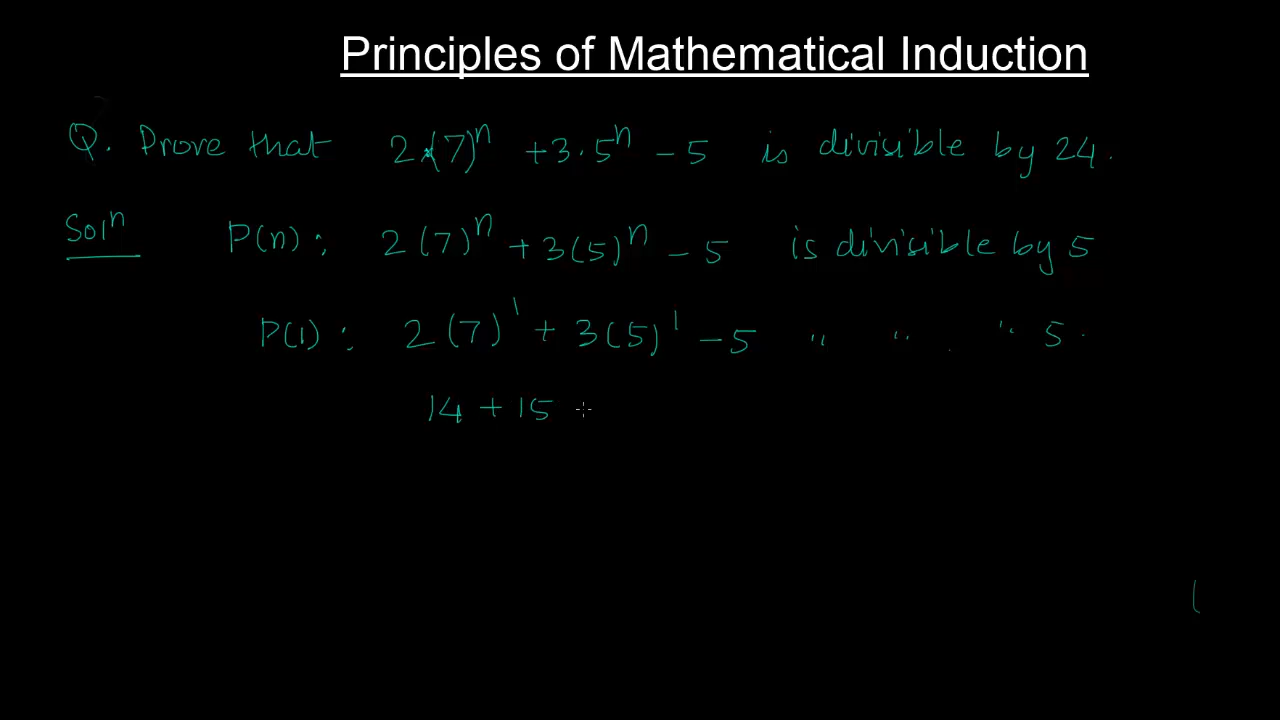 Principles of Mathematical Induction
Q. Prove that 2·(7)ⁿ + 3·5ⁿ - 5 is divisible by 24.
Solⁿ P(n): 2(7)ⁿ + 3(5)ⁿ - 5 is divisible by 5
P(1): 2(7)¹ + 3(5)¹ - 5 " " " 5.
14 + 15